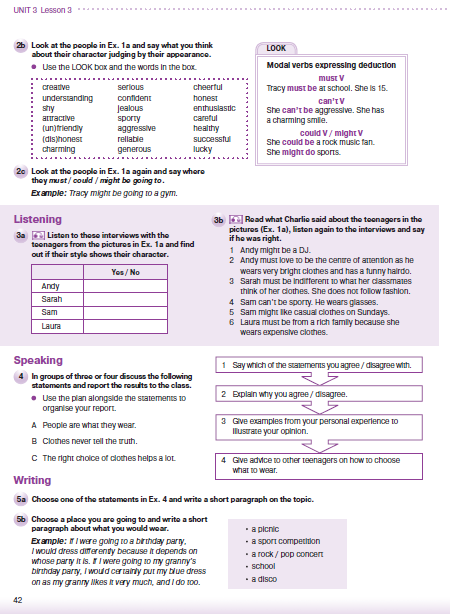 UNIT 3 Lesson 3
2b Look at the people in Ex. 1a and say what you think
about their character judging by their appearance.
• Use the LOOK box and the words in the box.
creative serious cheerful
understanding confident honest
shy jealous enthusiastic
attractive sporty careful
(un)friendly aggressive healthy
(dis)honest reliable successful
charming generous lucky
LOOK
Modal verbs expressing deduction
must V
Tracy must be at school. She is 15.
can't V
She can't be aggressive. She has
a charming smile.
could V / might V
She could be a rock music fan.
She might do sports.
2c Look at the people in Ex. 1a again and say where
they must / could / might be going to.
Example: Tracy might be going to a gym.
Listening
3a Listen to these interviews with the
teenagers from the pictures in Ex. 1a and find
out if their style shows their character.
Yes / No
Andy
Sarah
Sam
Laura
3b Read what Charlie said about the teenagers in the
pictures (Ex. 1a), listen again to the interviews and say
if he was right.
1 Andy might be a DJ.
2 Andy must love to be the centre of attention as he
wears very bright clothes and has a funny hairdo.
3 Sarah must be indifferent to what her classmates
think of her clothes. She does not follow fashion.
4 Sam can't be sporty. He wears glasses.
5 Sam might like casual clothes on Sundays.
6 Laura must be from a rich family because she
wears expensive clothes.
Speaking
4 In groups of three or four discuss the following
statements and report the results to the class.
• Use the plan alongside the statements to
organise your report.
A People are what they wear.
B Clothes never tell the truth.
C The right choice of clothes helps a lot.
1 Say which of the statements you agree / disagree with.
2 Explain why you agree / disagree.
3 Give examples from your personal experience to
illustrate your opinion.
4 Give advice to other teenagers on how to choose
what to wear.
Writing
5a Choose one of the statements in Ex. 4 and write a short paragraph on the topic.
5b Choose a place you are going to and write a short
paragraph about what you would wear.
Example: If I were going to a birthday party,
I would dress differently because it depends on
whose party it is. If I were going to my granny's
birthday party, I would certainly put my blue dress
on as my granny likes it very much, and I do too.
• a picnic
• a sport competition
• a rock / pop concert
• school
• a disco
42